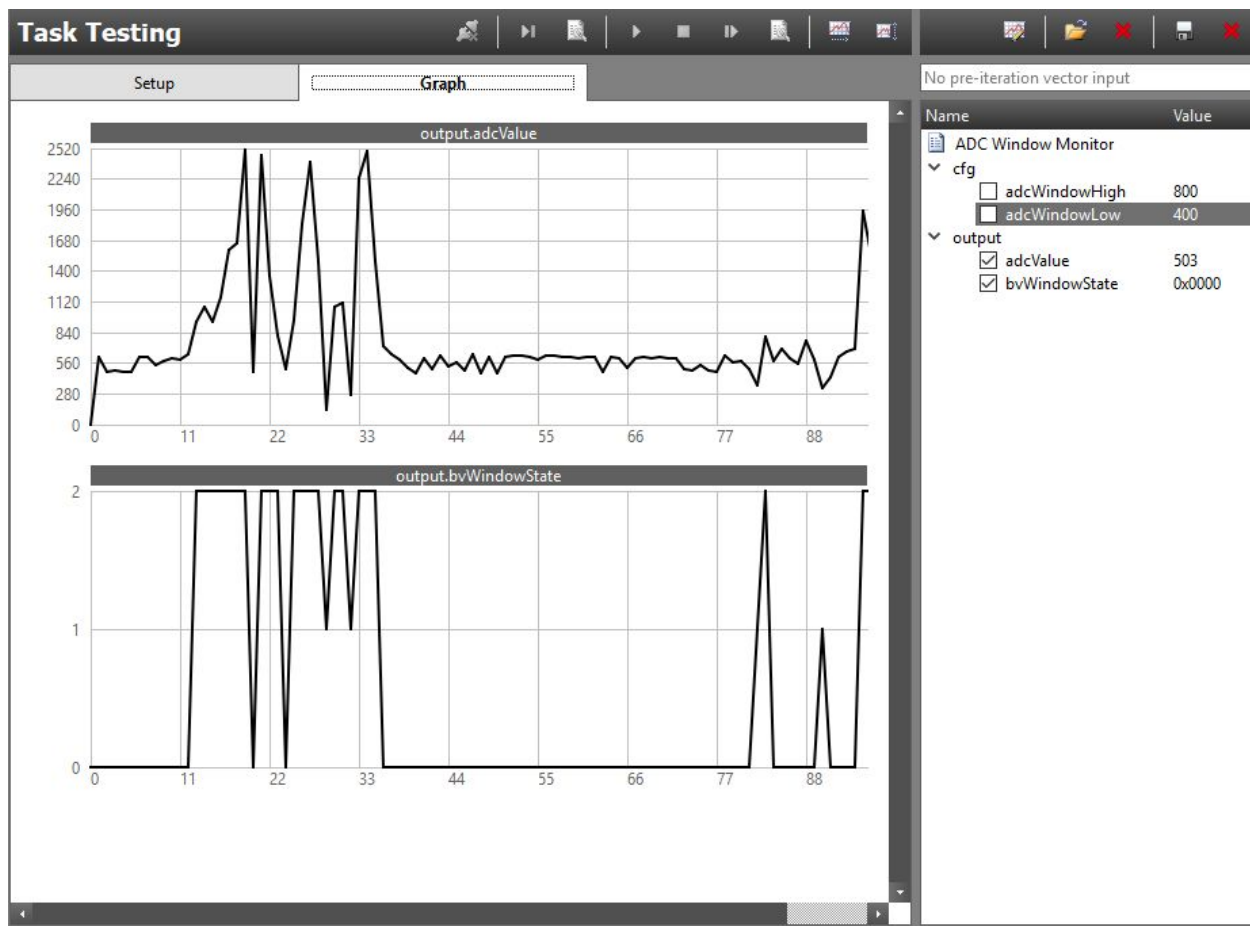 Task Testing
Setup
Graph
output.adcValue
2520
2240
1960
1680
1400
1120
840
560
280
0
0 11 22 33 44 55 66 77 88
output.bvWindowState
2
1
0
0 11 22 33 44 55 66 77 88
No pre-iteration vector input
Name Value
ADC Window Monitor
cfg
adcWindowHigh 800
adcWindowLow 400
output
adcValue 503
bvWindowState 0x0000